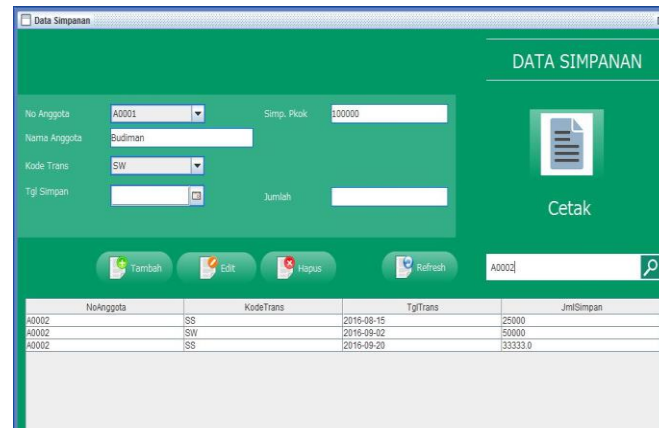 Data Simpanan
DATA SIMPANAN
No Anggota A0001 Simp. Pkok 100000
Nama Anggota Budiman
Kode Trans SW
Tgl Simpan Jumlah
Cetak
Tambah Edit Hapus Refresh A0002
NoAnggota KodeTrans TglTrans JmlSimpan
A0002 SS 2016-08-15 25000
A0002 SW 2016-09-02 50000
A0002 SS 2016-09-20 33333.0